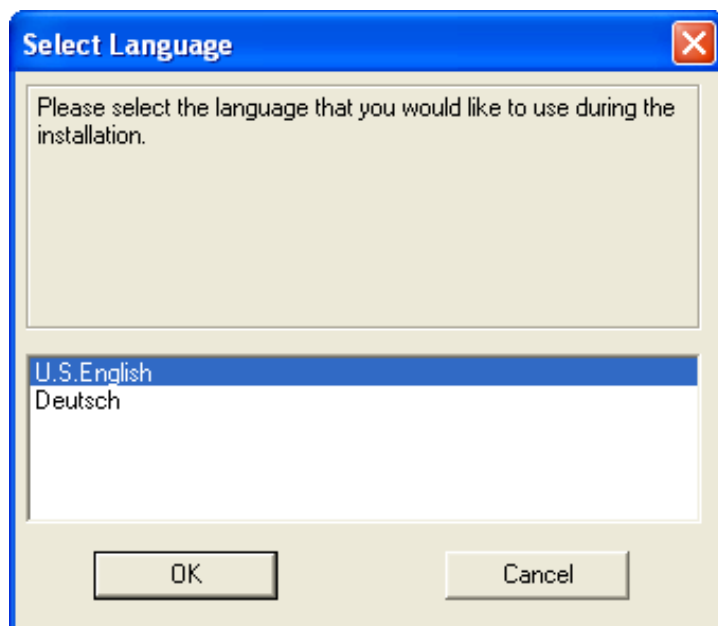 Select Language
Please select the language that you would like to use during the
installation.
U.S.English
Deutsch
OK
Cancel